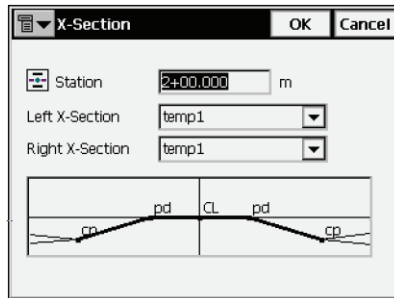 X-Section OK Cancel
Station 2+00.000 m
Left X-Section temp1
Right X-Section temp1
pd CL pd
cp cp